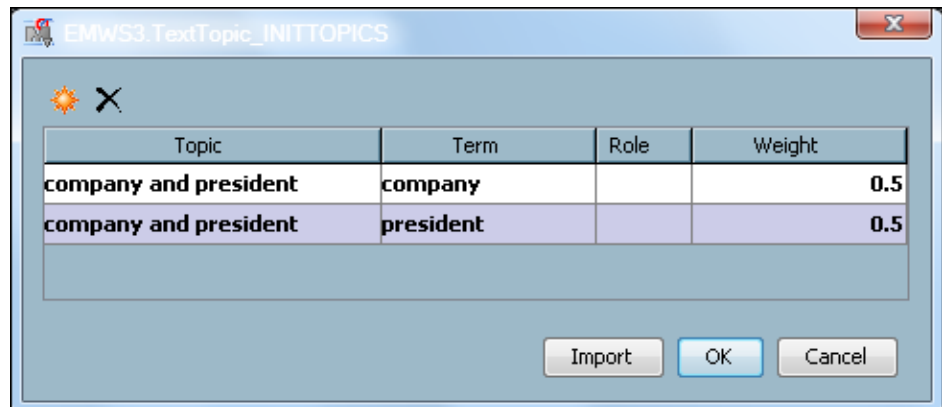 EMWS3.TextTopic_INITTOPICS
Topic Term Role Weight
company and president company 0.5
company and president president 0.5
Import OK Cancel